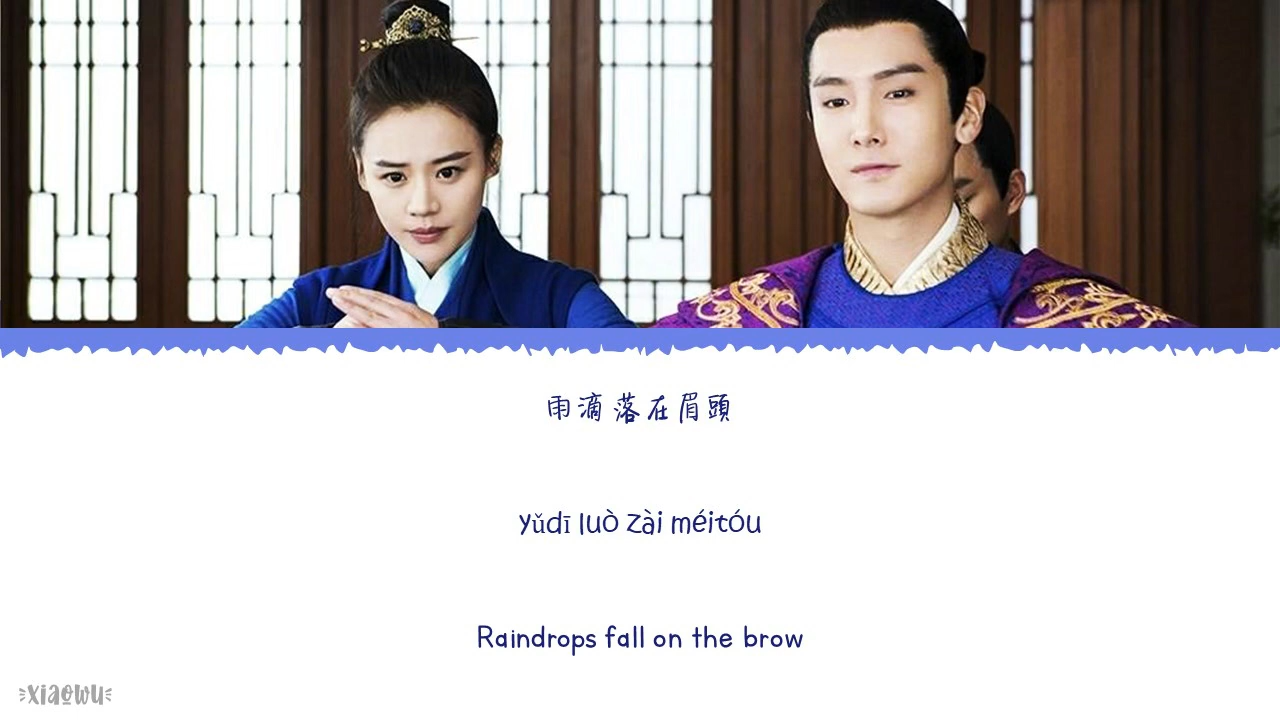 雨滴落在眉頭
yǔdī luò zài méitóu
Raindrops fall on the brow
xiaowu